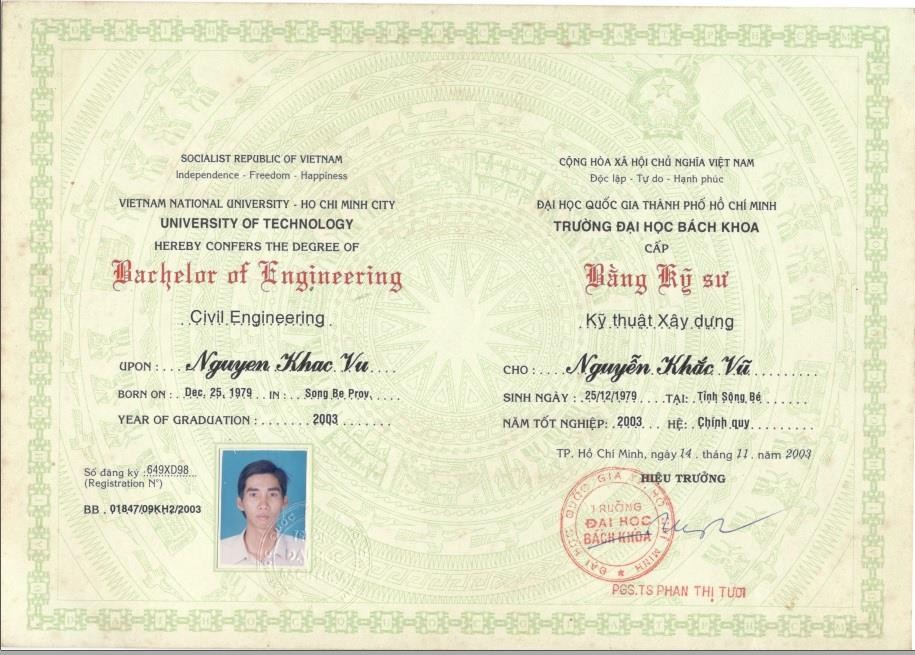 SOCIALIST REPUBLIC OF VIETNAM
Independence - Freedom - Happiness
VIETNAM NATIONAL UNIVERSITY - HO CHI MINH CITY
UNIVERSITY OF TECHNOLOGY
HEREBY CONFERS THE DEGREE OF
Bachelor of Engineering
Civil Engineering
UPON : Nguyen Khac Vu
BORN ON : Dec, 25, 1979 IN : Song Be Prov,
YEAR OF GRADUATION : 2003
Số đăng ký : 649XD98
(Registration N°)
BB . 01847/09KH2/2003
CỘNG HÒA XÃ HỘI CHỦ NGHĨA VIỆT NAM
Độc lập - Tự do - Hạnh phúc
ĐẠI HỌC QUỐC GIA THÀNH PHỐ HỒ CHÍ MINH
TRƯỜNG ĐẠI HỌC BÁCH KHOA
CẤP
Bằng Kỹ sư
Kỹ thuật Xây dựng
CHO : Nguyễn Khắc Vũ
SINH NGÀY : 25/12/1979 TẠI: Tỉnh Sông Bé
NĂM TỐT NGHIỆP: 2003 HỆ: Chính quy
TP. Hồ Chí Minh, ngày 14 . tháng 11 . năm 2003
HIỆU TRƯỞNG
ĐẠI HỌC QUỐC GIA TP. HỒ CHÍ MINH
TRƯỜNG
ĐẠI HỌC
BÁCH KHOA
PGS.TS PHAN THỊ TƯƠI